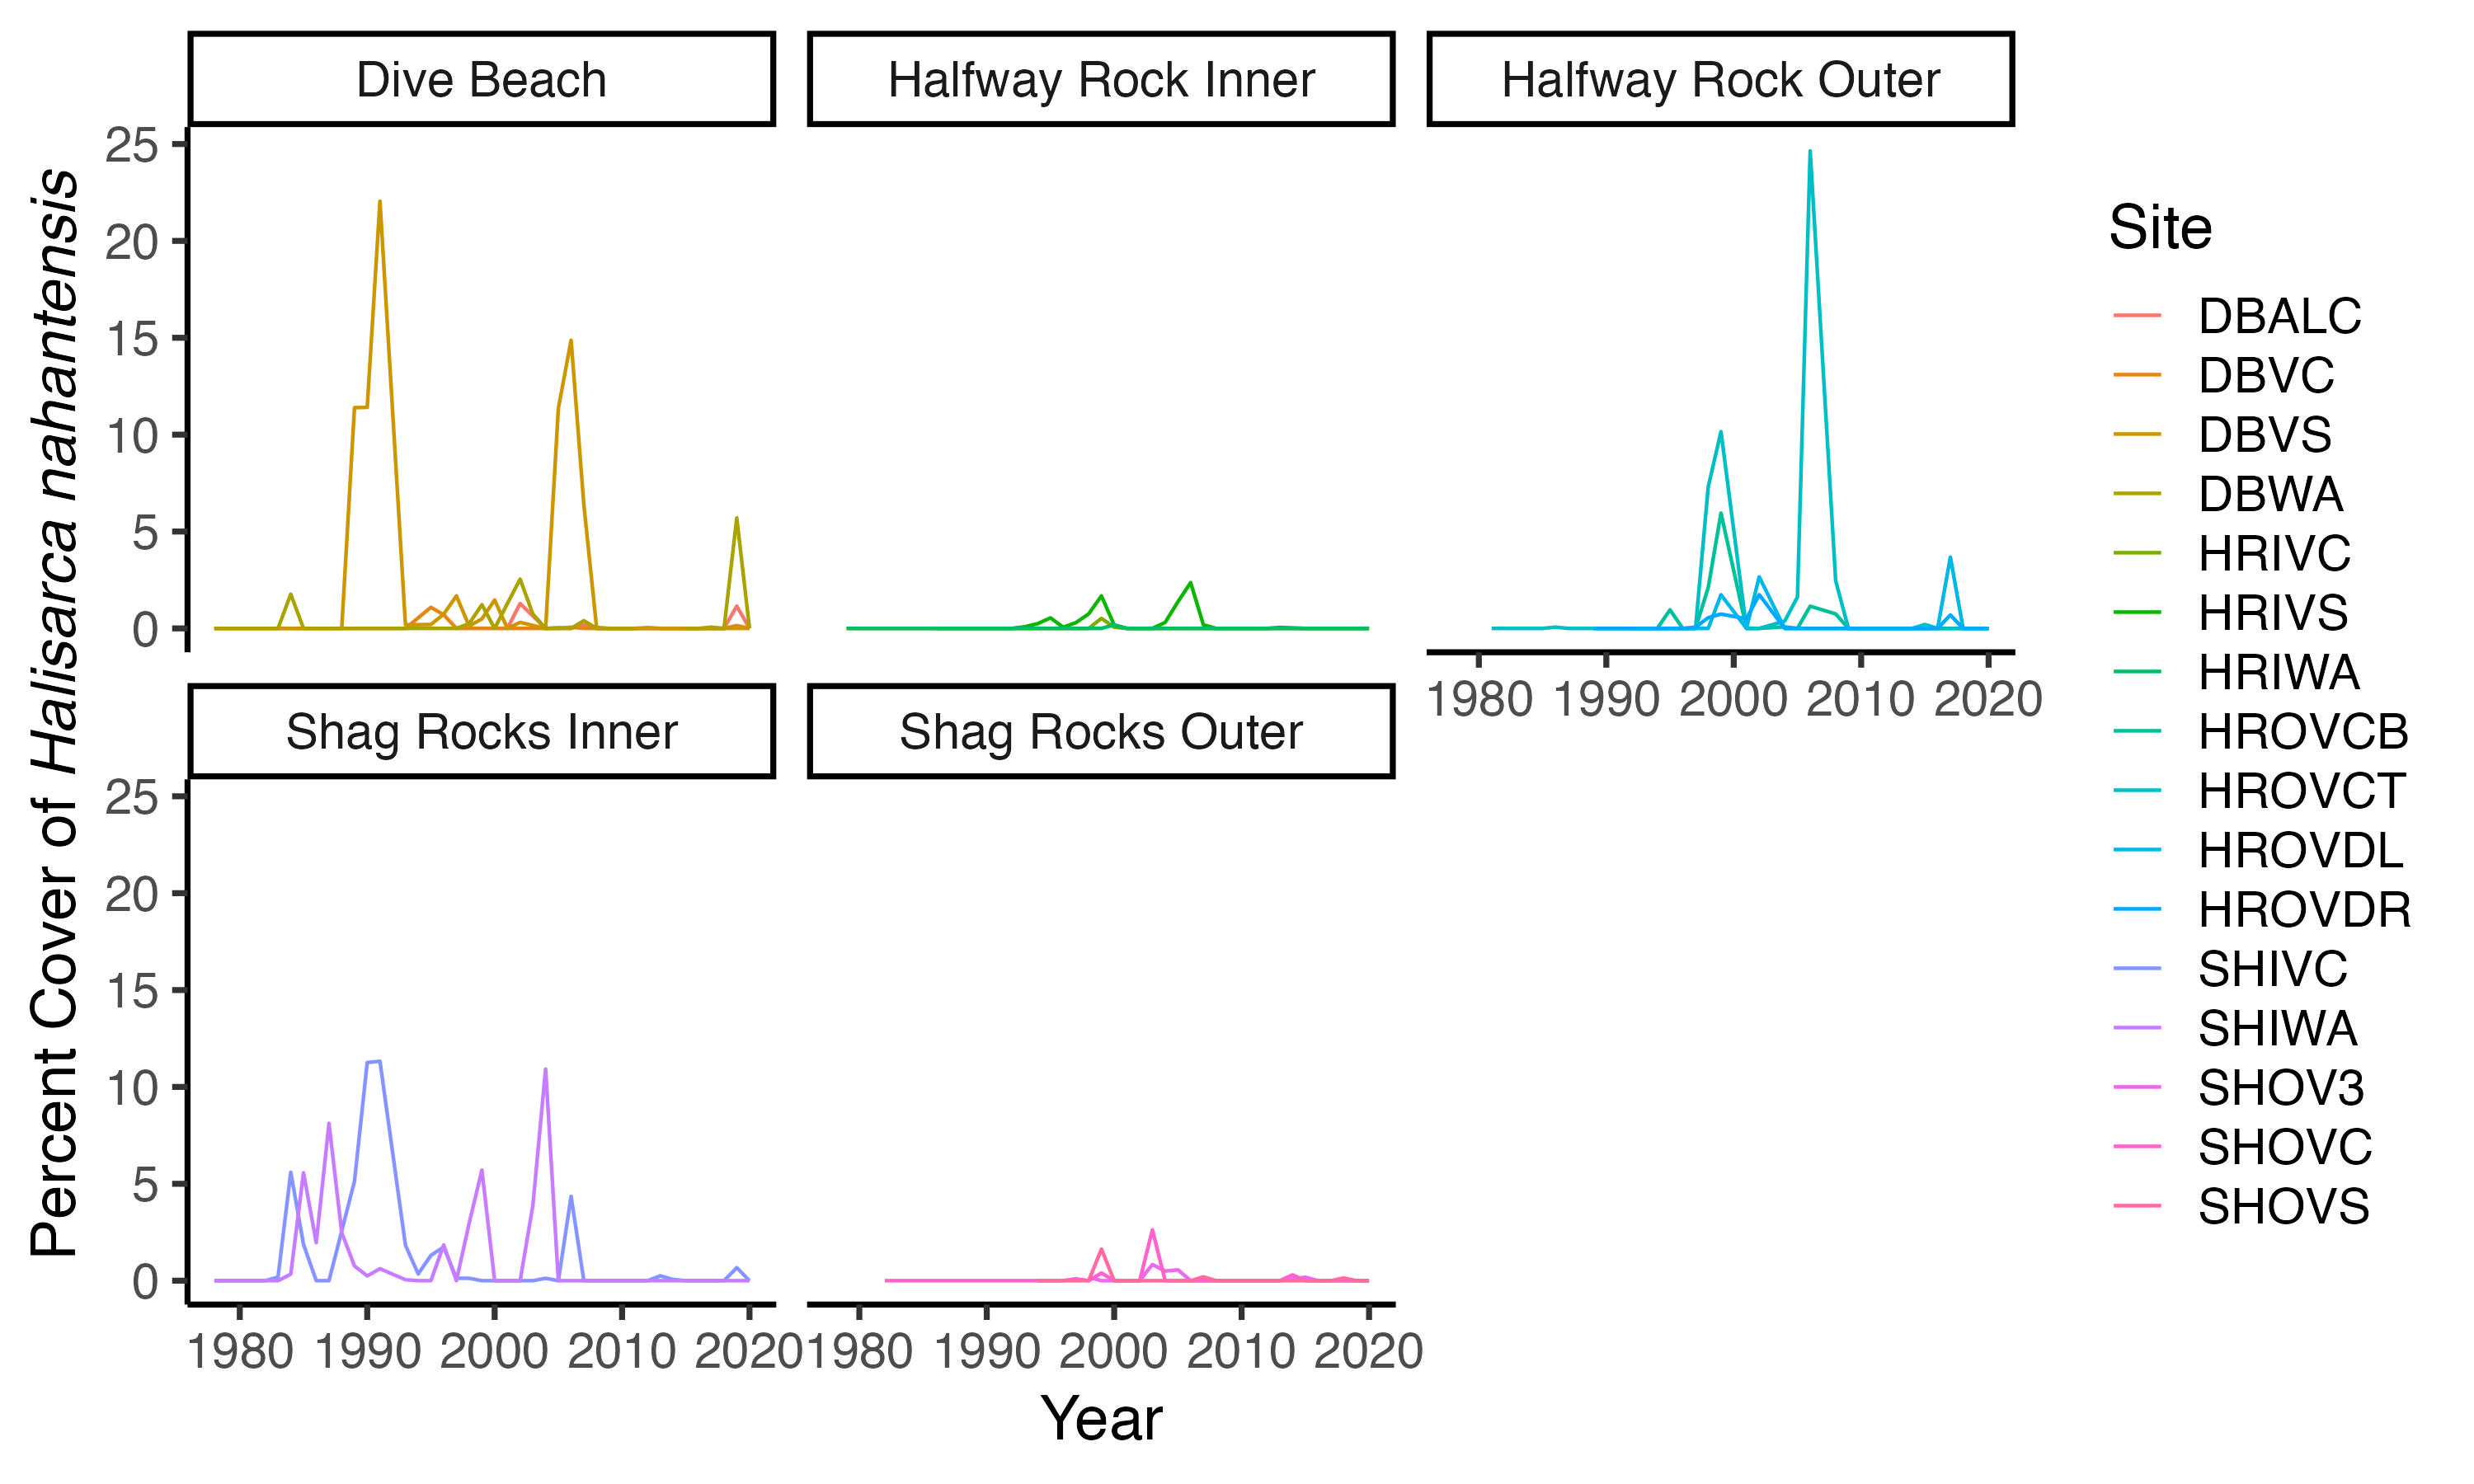 Dive Beach
Halfway Rock Inner
Halfway Rock Outer
25
20
15
10
5
0
1980 1990 2000 2010 2020
Shag Rocks Inner
Shag Rocks Outer
25
20
15
10
5
0
1980 1990 2000 2010 2020
1980 1990 2000 2010 2020
Year
Percent Cover of Halisarca nahantensis
Site
DBALC
DBVC
DBVS
DBWA
HRIVC
HRIVS
HRIWA
HROVCB
HROVCT
HROVDL
HROVDR
SHIVC
SHIWA
SHOV3
SHOVC
SHOVS